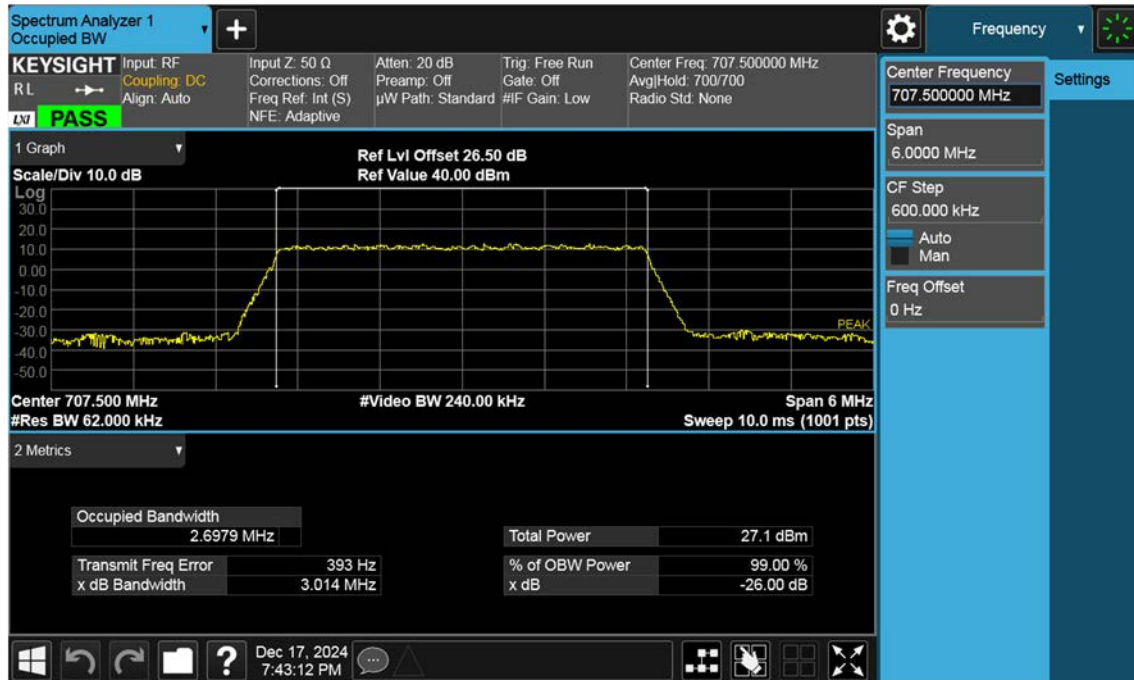 Spectrum Analyzer 1
Occupied BW
+
Frequency
KEYSIGHT
R L
LXI PASS
Input: RF
Coupling: DC
Align: Auto
Input Z: 50 Ω
Corrections: Off
Freq Ref: Int (S)
NFE: Adaptive
Atten: 20 dB
Preamp: Off
µW Path: Standard
Trig: Free Run
Gate: Off
#IF Gain: Low
Center Freq: 707.500000 MHz
Avg|Hold: 700/700
Radio Std: None
1 Graph
Scale/Div 10.0 dB
Ref Lvl Offset 26.50 dB
Ref Value 40.00 dBm
Log
30.0
20.0
10.0
0.00
-10.0
-20.0
-30.0
-40.0
-50.0
PEAK
Center 707.500 MHz
#Video BW 240.00 kHz
Span 6 MHz
#Res BW 62.000 kHz
Sweep 10.0 ms (1001 pts)
2 Metrics
Occupied Bandwidth
2.6979 MHz
Total Power 27.1 dBm
Transmit Freq Error 393 Hz
% of OBW Power 99.00 %
x dB Bandwidth 3.014 MHz
x dB -26.00 dB
Center Frequency
707.500000 MHz
Settings
Span
6.0000 MHz
CF Step
600.000 kHz
Auto
Man
Freq Offset
0 Hz
?
Dec 17, 2024
7:43:12 PM